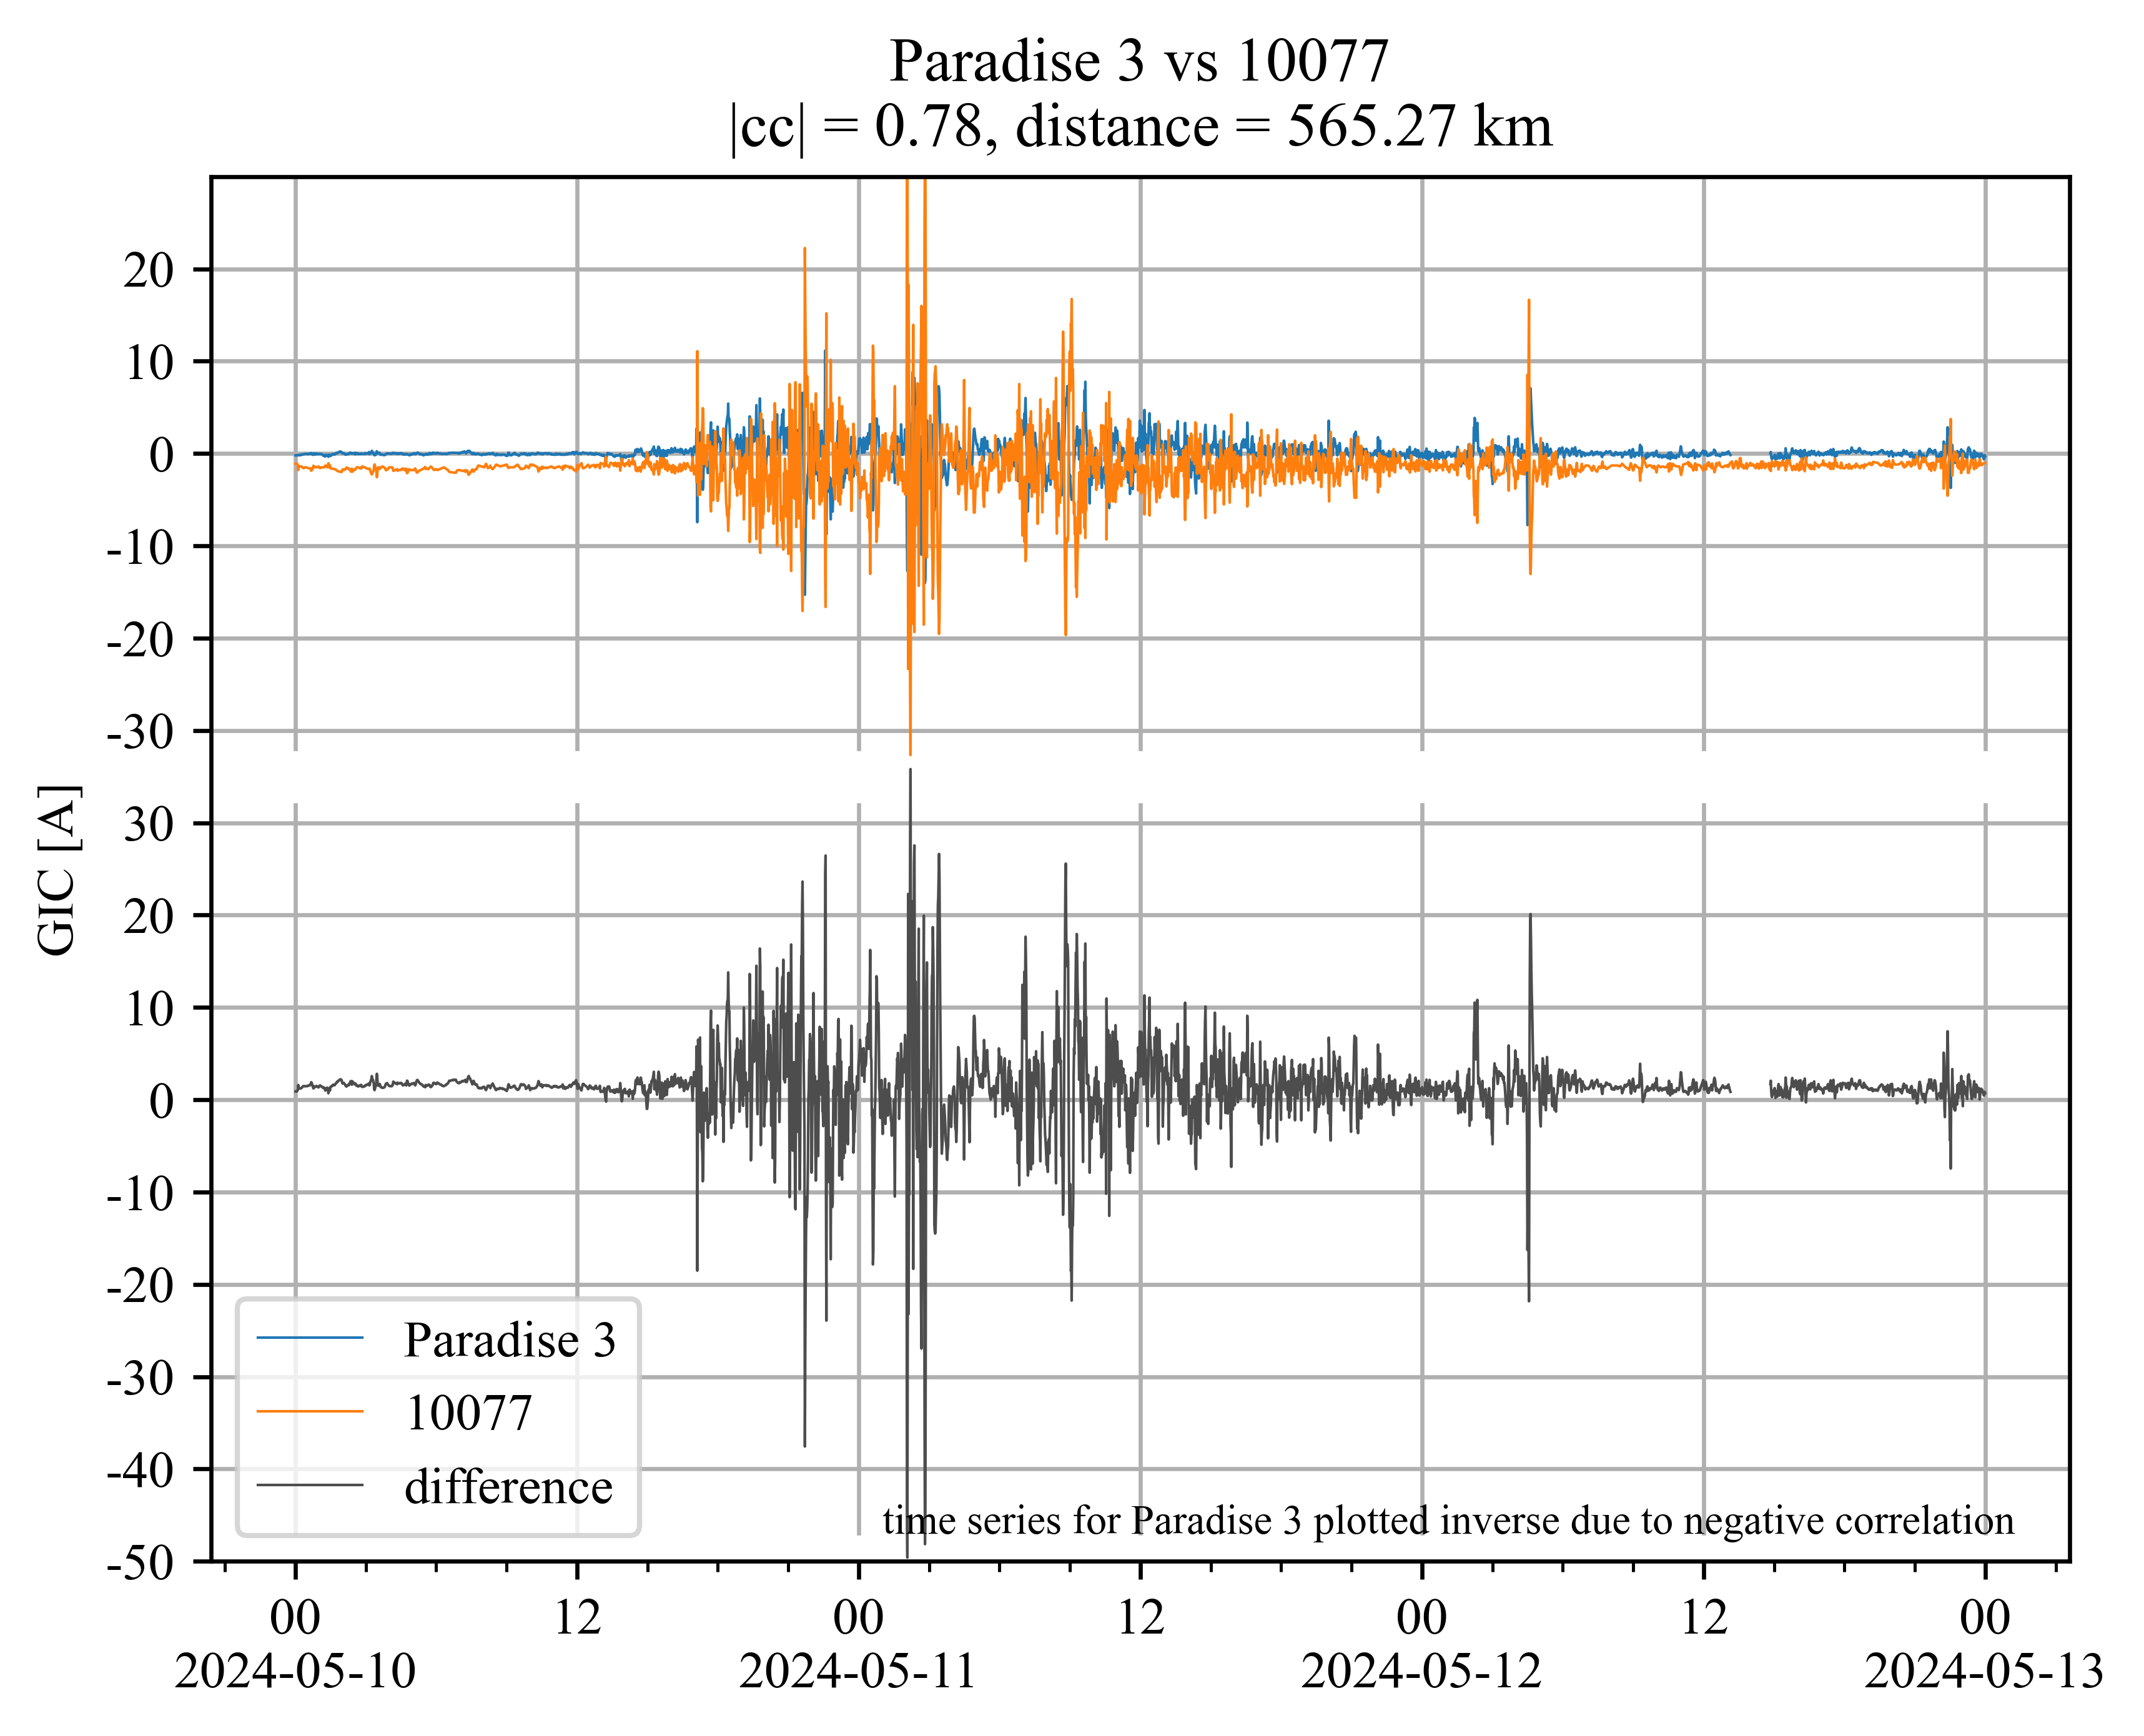 Paradise 3 vs 10077
|cc| = 0.78, distance = 565.27 km
GIC [A]
20
10
0
-10
-20
-30
30
20
10
0
-10
-20
-30
-40
-50
Paradise 3
10077
difference
time series for Paradise 3 plotted inverse due to negative correlation
00 12 00 12 00 12 00
2024-05-10 2024-05-11 2024-05-12 2024-05-13